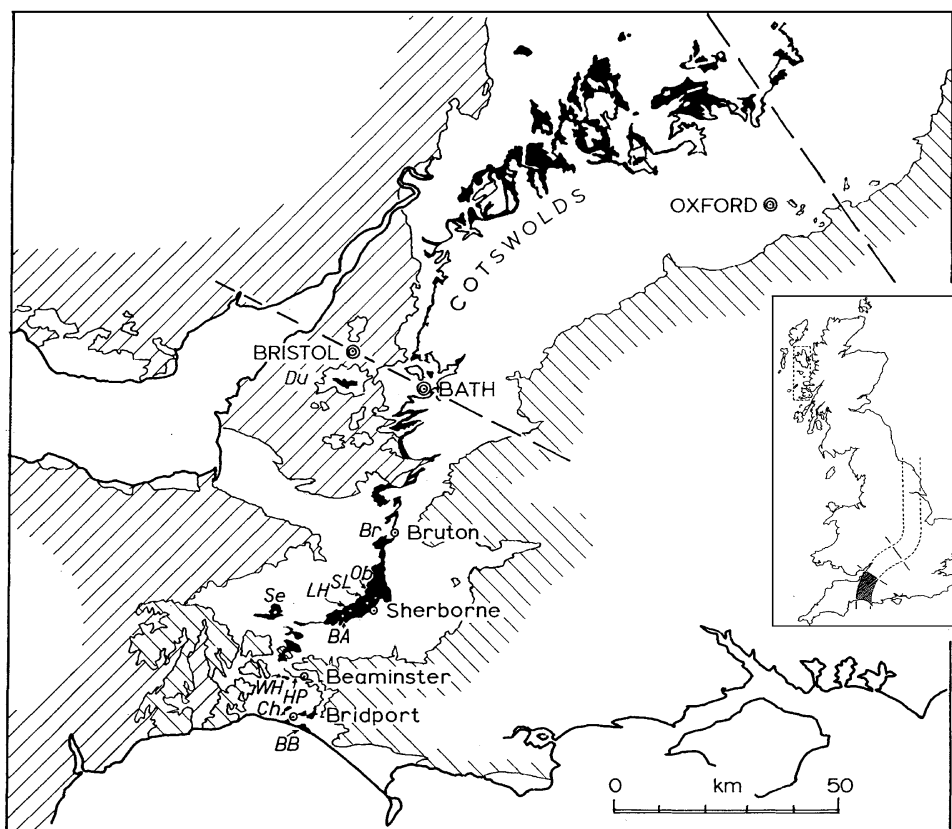 COTSWOLDS
OXFORD
BRISTOL
Du
BATH
Br
Bruton
Ob
SL
LH
Se
Sherborne
BA
Beaminster
WH
HP
Ch
Bridport
BB
0 km 50